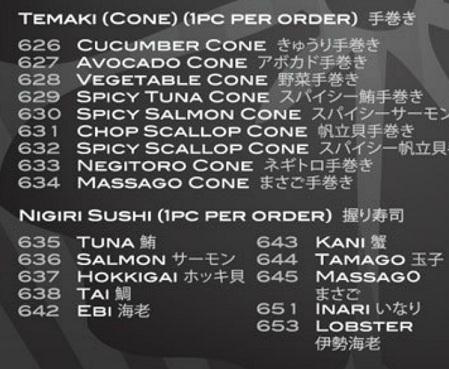 TEMAKI (CONE) (1PC PER ORDER) 手巻き
626 CUCUMBER CONE きゅうり手巻き
627 AVOCADO CONE アボカド手巻き
628 VEGETABLE CONE 野菜手巻き
629 SPICY TUNA CONE スパイシー鮪手巻き
630 SPICY SALMON CONE スパイシーサーモン
631 CHOP SCALLOP CONE 帆立貝手巻き
632 SPICY SCALLOP CONE スパイシー帆立貝
633 NEGITORO CONE ネギトロ手巻き
634 MASSAGO CONE まさご手巻き
NIGIRI SUSHI (1PC PER ORDER) 握り寿司
635 TUNA 鮪
636 SALMON サーモン
637 HOKKIGAI ホッキ貝
638 TAI 鯛
642 EBI 海老
643 KANI 蟹
644 TAMAGO 玉子
645 MASSAGO
まさご
651 INARI いなり
653 LOBSTER
伊勢海老